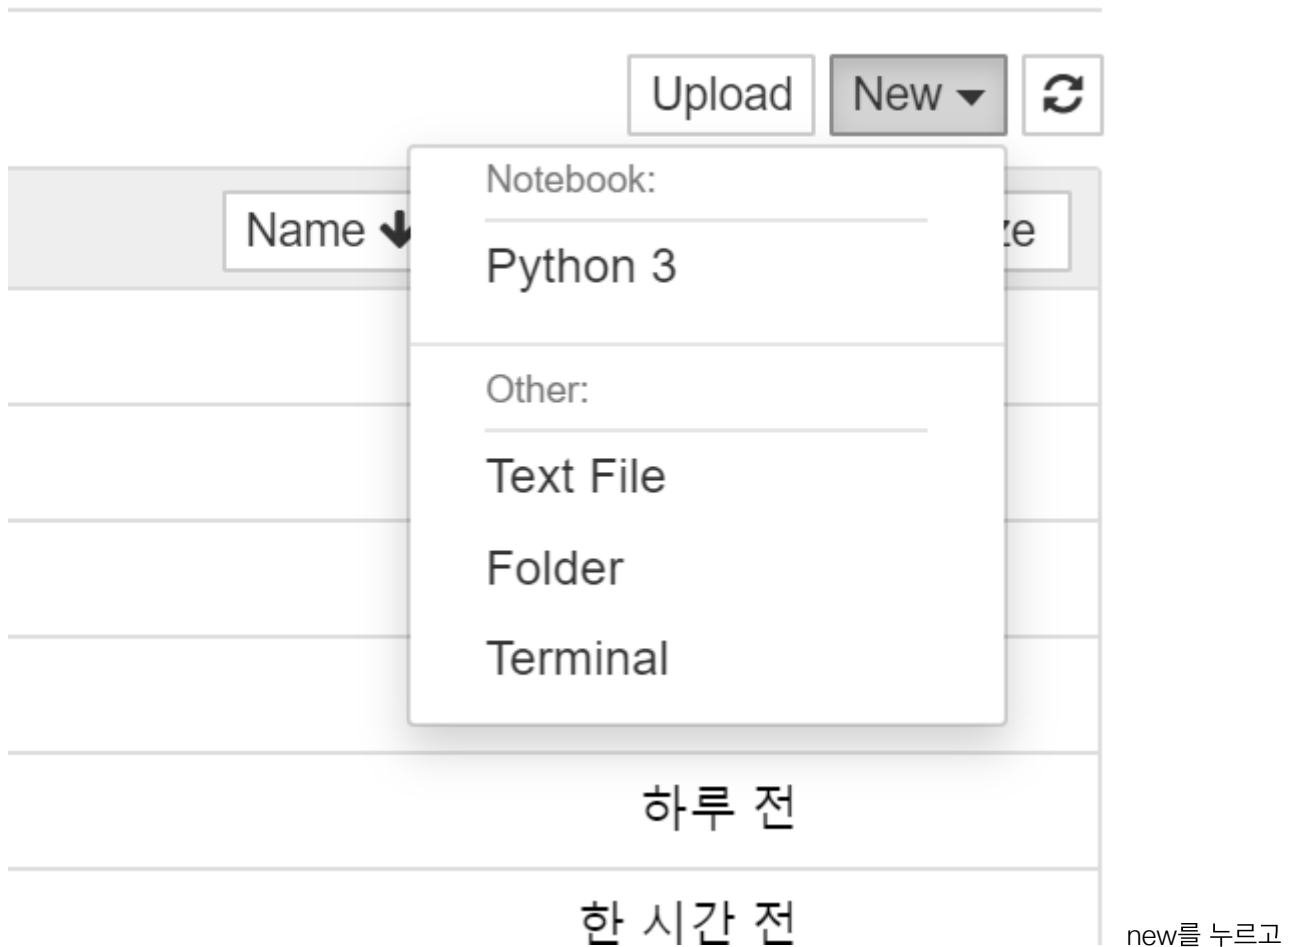 Upload New
Notebook:
Name
Python 3
Other:
Text File
Folder
Terminal
하루 전
한 시간 전
new를 누르고